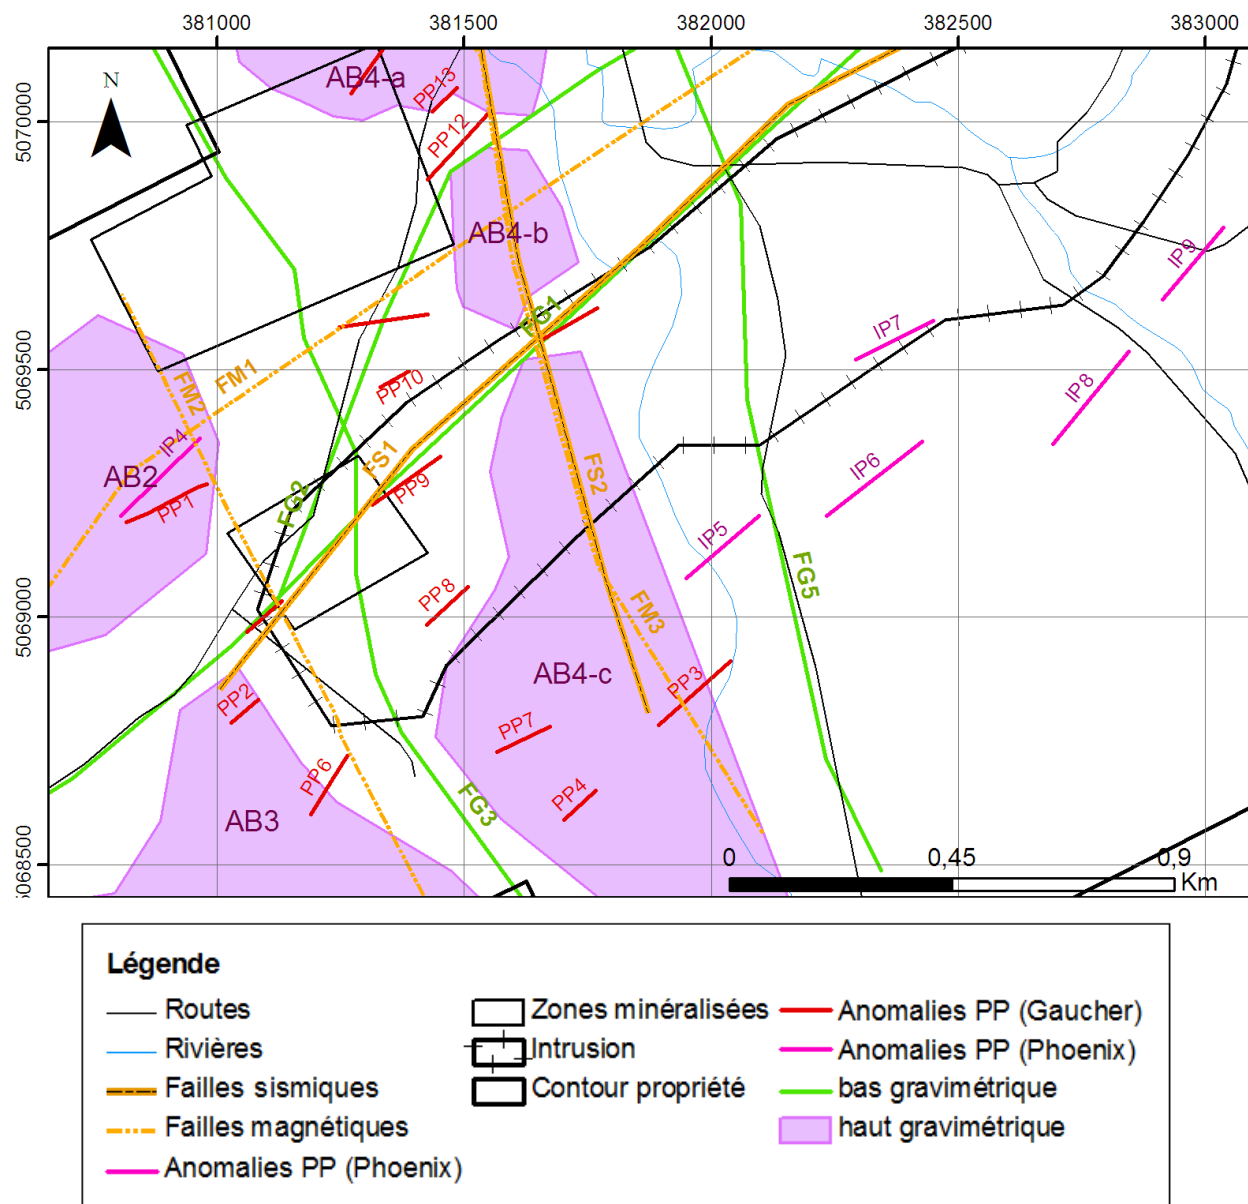 381000 381500 382000 382500 383000
N
5070000
5069500
5069000
5068500
AB4-a
PP13
PP12
AB4-b
FG1
IP9
IP7
IP8
FM1
FM2
PP10
IP4
AB2
PP1
FS1
PP9
FG2
FS2
IP6
IP5
FG5
PP8
FM3
AB4-c
PP3
PP2
PP7
PP6
PP4
FG3
AB3
0 0,45 0,9
Km
Légende
Routes
Rivières
Failles sismiques
Failles magnétiques
Anomalies PP (Phoenix)
Zones minéralisées
Intrusion
Contour propriété
Anomalies PP (Gaucher)
Anomalies PP (Phoenix)
bas gravimétrique
haut gravimétrique